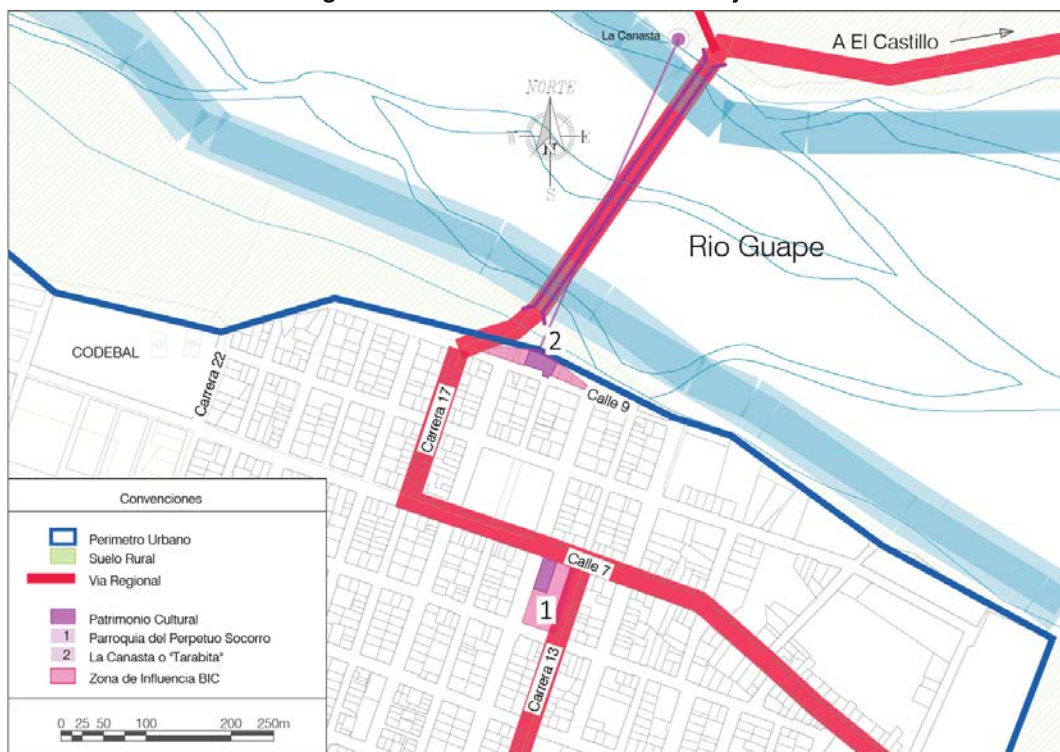 La Canasta
A El Castillo
NORTE
W
E
N
S
Rio Guape
2
CODEBAL
Carrera 22
Carrera 17
Calle 9
Calle 7
1
Carrera 13
Convenciones
Perimetro Urbano
Suelo Rural
Via Regional
Patrimonio Cultural
1 Parroquia del Perpetuo Socorro
2 La Canasta o "Tarabita"
Zona de Influencia BIC
0 25 50 100 200 250m